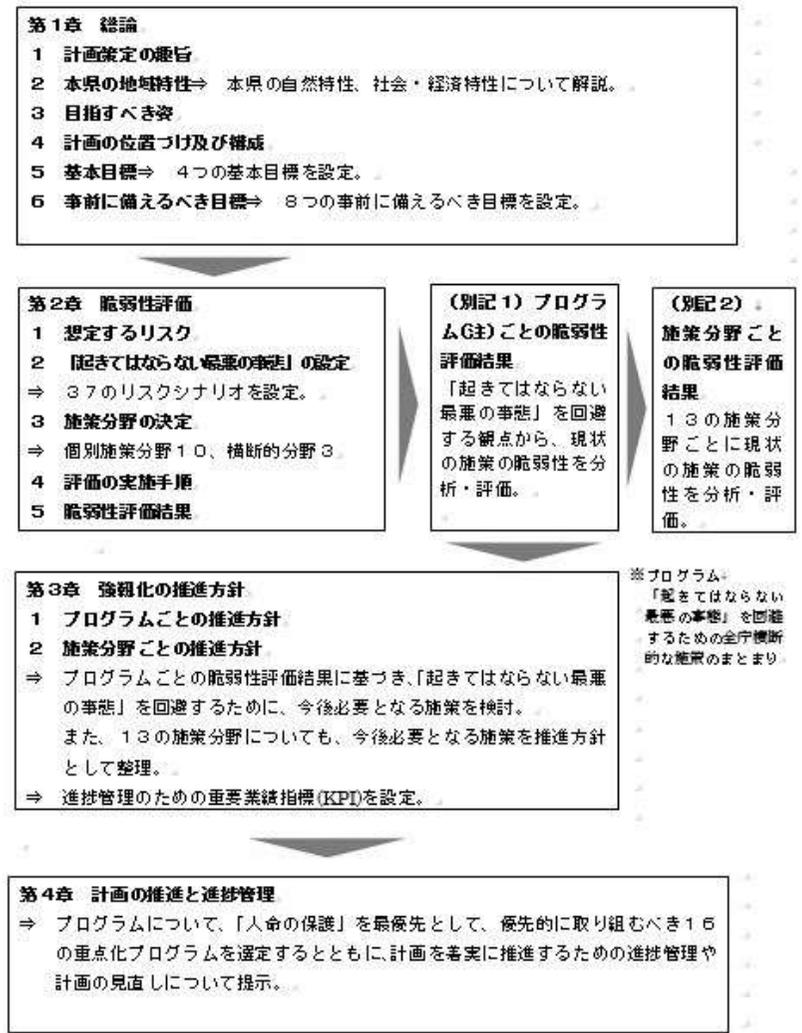 第1章　総論
1　計画策定の趣旨
2　本県の地域特性⇒　本県の自然特性、社会・経済特性について解説。
3　目指すべき姿
4　計画の位置づけ及び構成
5　基本目標⇒　4つの基本目標を設定。
6　事前に備えるべき目標⇒　8つの事前に備えるべき目標を設定。
第2章　脆弱性評価
1　想定するリスク
2　「起きてはならない最悪の事態」の設定
⇒　37のリスクシナリオを設定。
3　施策分野の決定
⇒　個別施策分野10、横断的分野3
4　評価の実施手順
5　脆弱性評価結果
（別記1）プログラ
ム(注)ごとの脆弱性
評価結果
「起きてはならない
最悪の事態」を回避
する観点から、現状
の施策の脆弱性を分
析・評価。
（別記2）
施策分野ごと
の脆弱性評価
結果
13の施策分
野ごとに現状
の施策の脆弱
性を分析・評
価。
第3章　強靱化の推進方針
1　プログラムごとの推進方針
2　施策分野ごとの推進方針
⇒　プログラムごとの脆弱性評価結果に基づき、「起きてはならない最悪
の事態」を回避するために、今後必要となる施策を検討。
また、13の施策分野についても、今後必要となる施策を推進方針
として整理。
⇒　進捗管理のための重要業績指標(KPI)を設定。
※プログラム
「起きてはならない
最悪の事態」を回避
するための全庁横断
的な施策のまとまり
第4章　計画の推進と進捗管理
⇒　プログラムについて、「人命の保護」を最優先として、優先的に取り組むべき16
の重点化プログラムを選定するとともに、計画を着実に推進するための進捗管理や
計画の見直しについて提示。